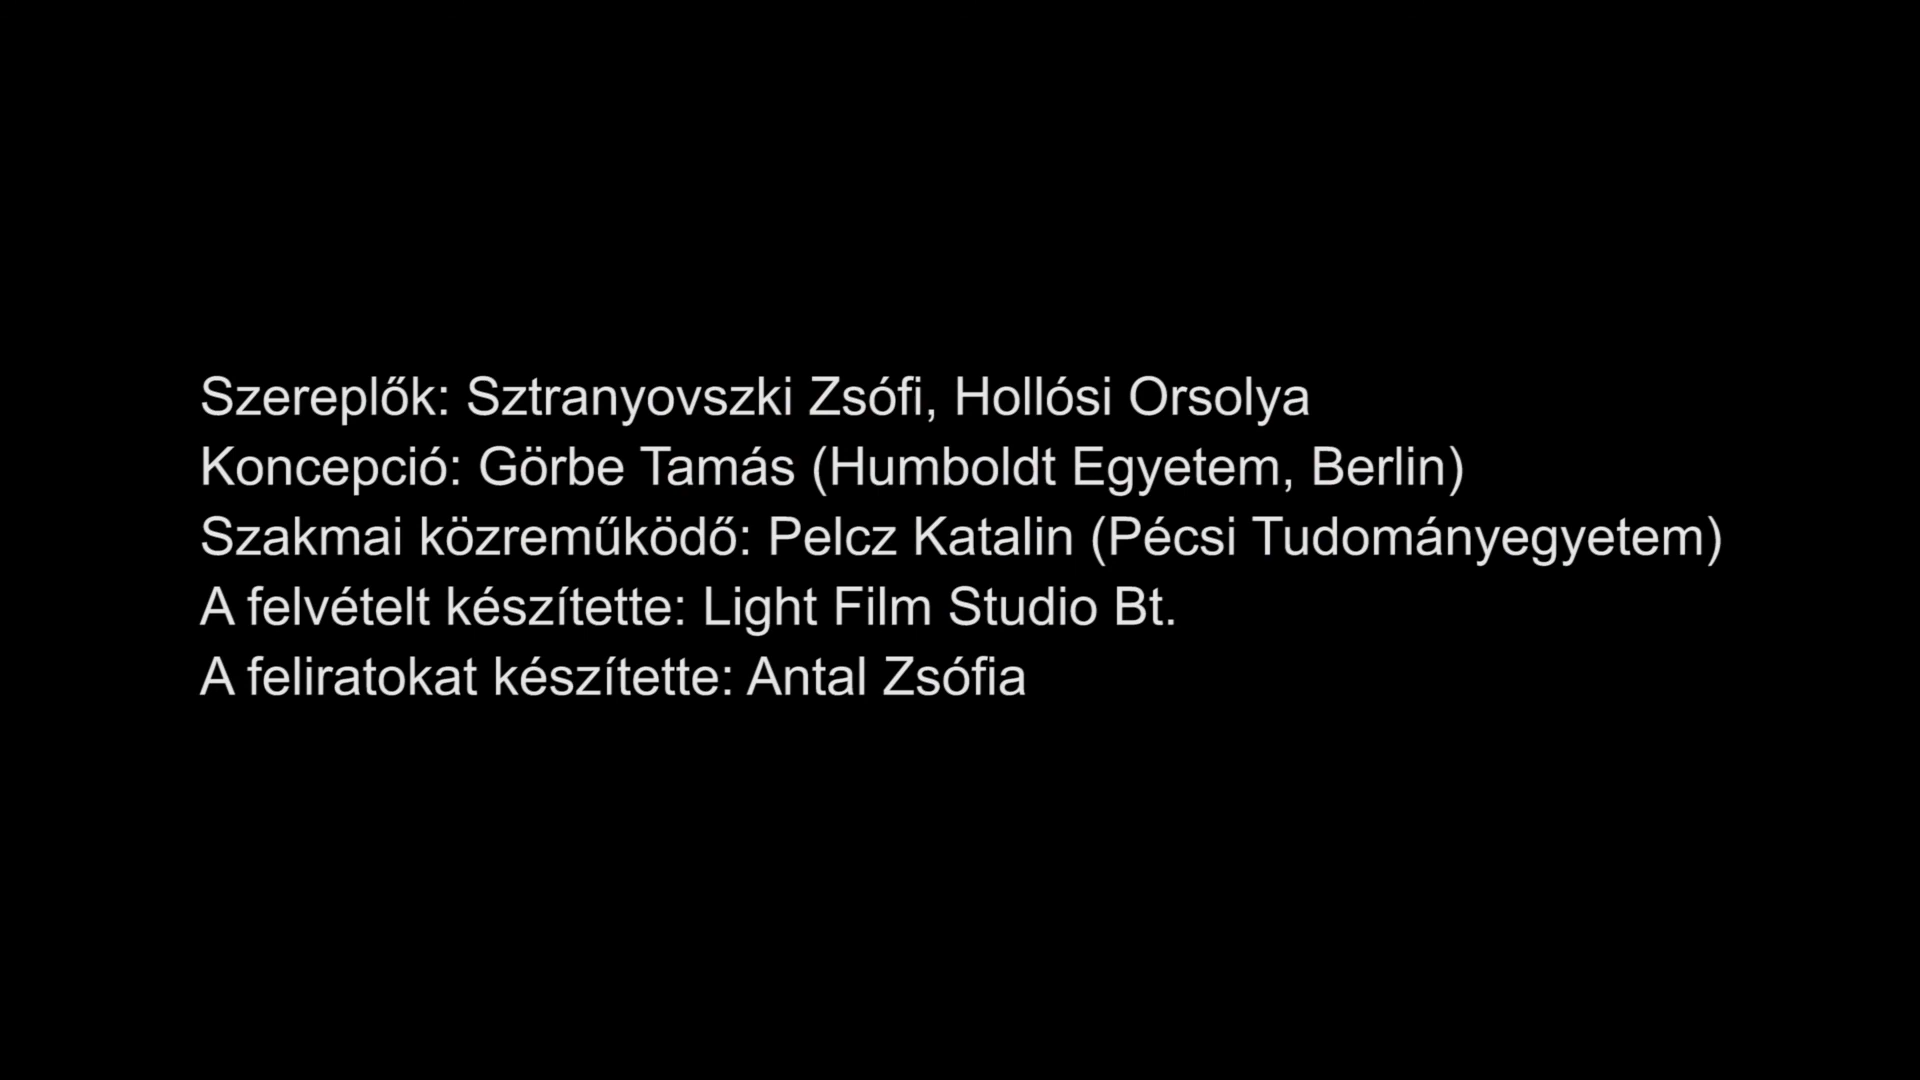 Szereplők: Sztranyovszki Zsófi, Hollósi Orsolya
Koncepció: Görbe Tamás (Humboldt Egyetem, Berlin)
Szakmai közreműködő: Pelcz Katalin (Pécsi Tudományegyetem)
A felvételt készítette: Light Film Studio Bt.
A feliratokat készítette: Antal Zsófia